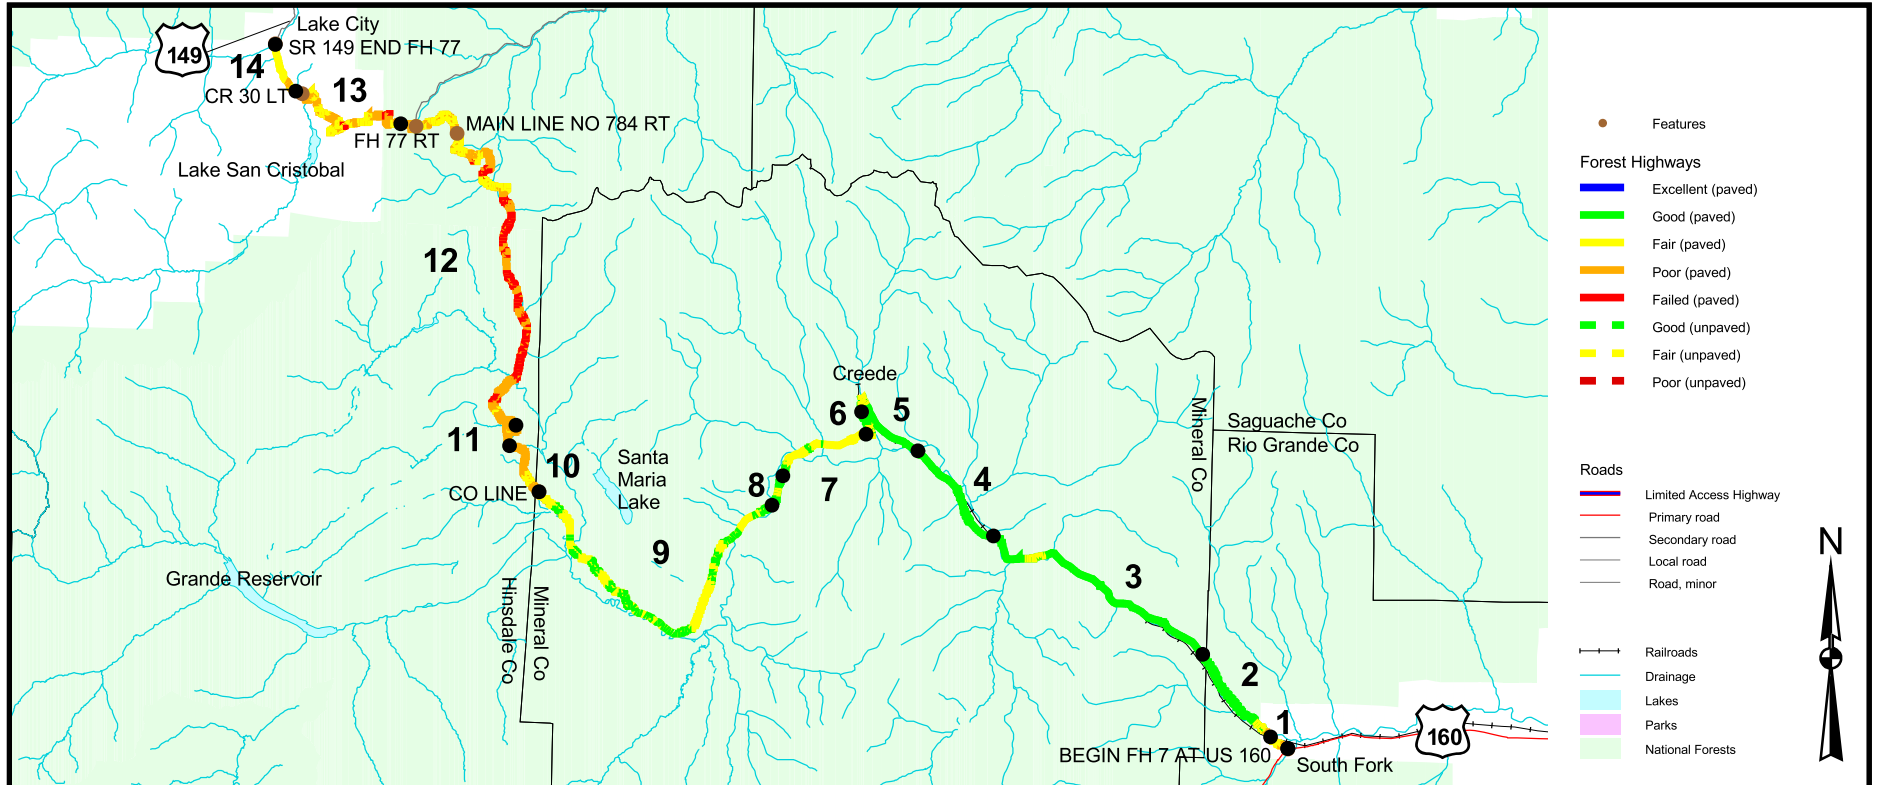 Lake City
SR 149 END FH 77
149
14
13
CR 30 LT
MAIN LINE NO 784 RT
FH 77 RT
Lake San Cristobal
12
Creede
6
5
11
10
Santa
Maria
Lake
CO LINE
8
7
4
9
3
Grande Reservoir
Hinsdale Co
Mineral Co
Mineral Co
Saguache Co
Rio Grande Co
2
1
BEGIN FH 7 AT US 160
South Fork
160
Features
Forest Highways
Excellent (paved)
Good (paved)
Fair (paved)
Poor (paved)
Failed (paved)
Good (unpaved)
Fair (unpaved)
Poor (unpaved)
Roads
Limited Access Highway
Primary road
Secondary road
Local road
Road, minor
Railroads
Drainage
Lakes
Parks
National Forests
N